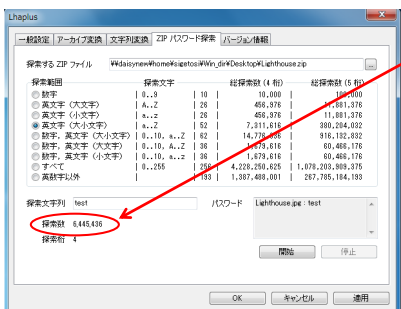 Lhaplus
一般設定 アーカイブ変換 文字列変換 ZIP パスワード探索 バージョン情報
探索する ZIP ファイル ¥¥daisynew¥home¥sigetosi¥Win_dir¥Desktop¥Lighthouse.zip ...
探索範囲 探索文字 総探索数 (4 桁) 総探索数 (5 桁)
数字 | 0..9 | 10 | 10,000 | 100,000
英文字 (大文字) | A..Z | 26 | 456,976 | 11,881,376
英文字 (小文字) | a..z | 26 | 456,976 | 11,881,376
英文字 (大小文字) | a..Z | 52 | 7,311,616 | 380,204,032
数字, 英文字 (大小文字) | 0..10, a..Z | 62 | 14,776,336 | 916,132,832
数字, 英文字 (大文字) | 0..10, A..Z | 36 | 1,679,616 | 60,466,176
数字, 英文字 (小文字) | 0..10, a..z | 36 | 1,679,616 | 60,466,176
すべて | 0..255 | 256 | 4,228,250,625 | 1,078,203,909,375
英数字以外 | | 193 | 1,387,488,001 | 267,785,184,193
探索文字列 test パスワード Lighthouse.jpg : test
探索数 6,445,436
探索桁 4
開始 停止
OK キャンセル 適用